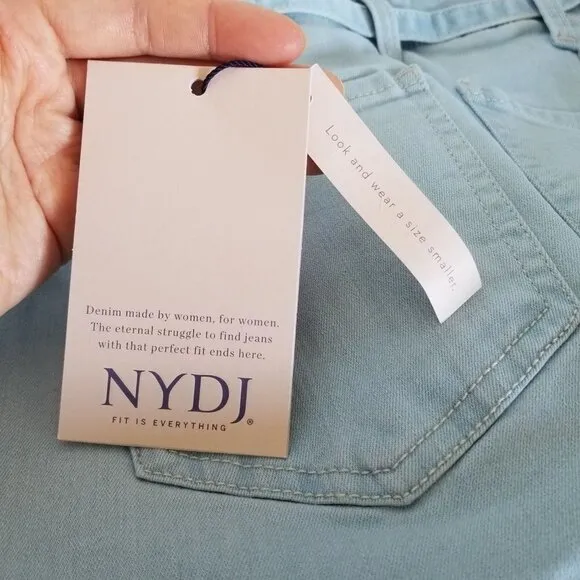 Look and wear a size smaller.
Denim made by women, for women.
The eternal struggle to find jeans
with that perfect fit ends here.
NYDJ®
FIT IS EVERYTHING